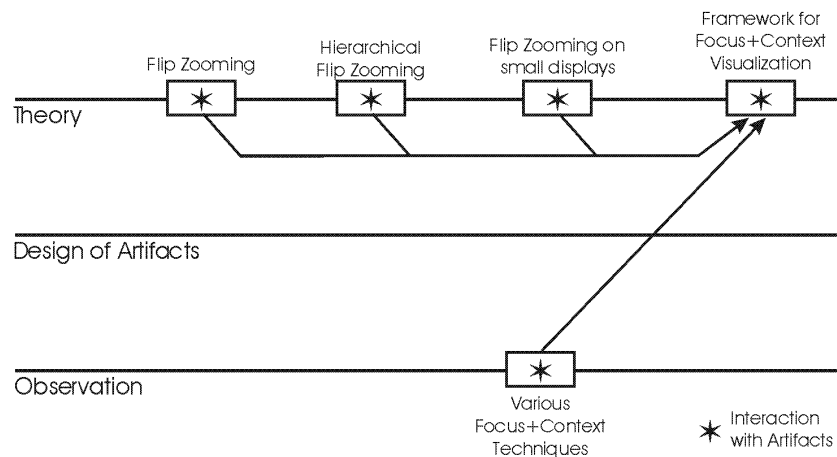 Flip Zooming
Hierarchical
Flip Zooming
Flip Zooming on
small displays
Framework for
Focus+Context
Visualization
Theory
Design of Artifacts
Observation
Various
Focus+Context
Techniques
Interaction
with Artifacts